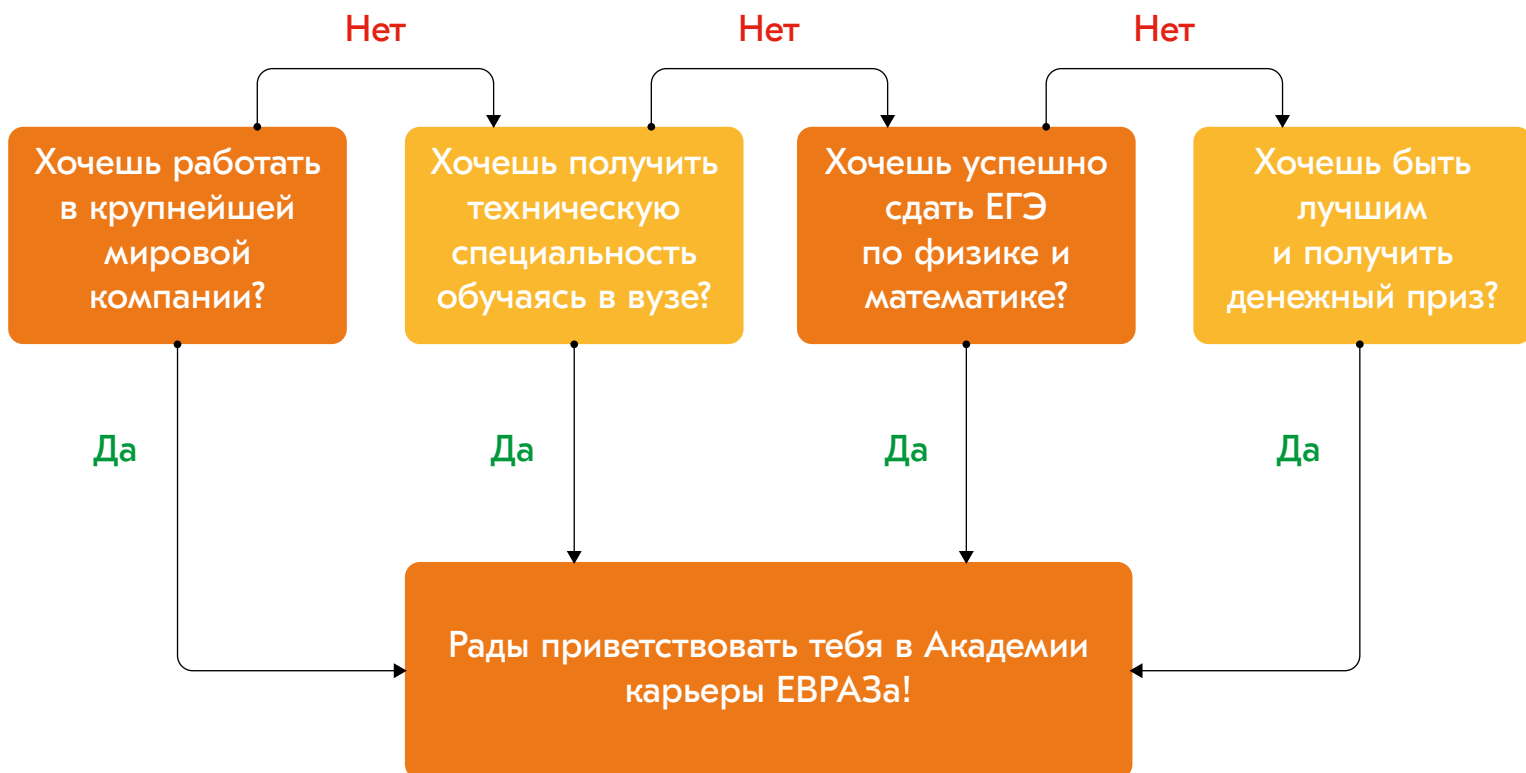 Нет
Нет
Нет
Хочешь работать
в крупнейшей
мировой
компании?
Хочешь получить
техническую
специальность
обучаясь в вузе?
Хочешь успешно
сдать ЕГЭ
по физике и
математике?
Хочешь быть
лучшим
и получить
денежный приз?
Да
Да
Да
Да
Рады приветствовать тебя в Академии
карьеры ЕВРАЗа!